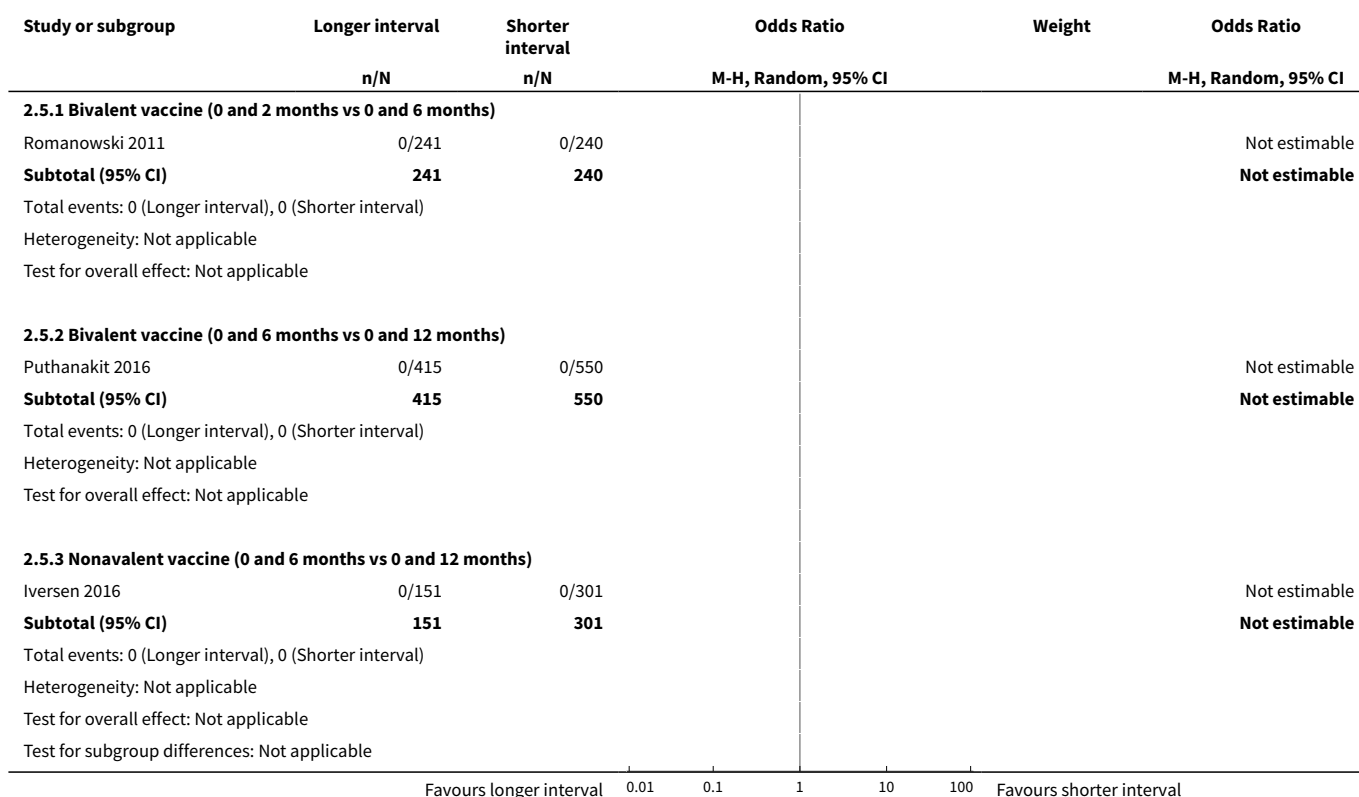 Study or subgroup Longer interval Shorter interval Odds Ratio Weight Odds Ratio
n/N n/N M-H, Random, 95% CI M-H, Random, 95% CI
2.5.1 Bivalent vaccine (0 and 2 months vs 0 and 6 months)
Romanowski 2011 0/241 0/240 Not estimable
Subtotal (95% CI) 241 240 Not estimable
Total events: 0 (Longer interval), 0 (Shorter interval)
Heterogeneity: Not applicable
Test for overall effect: Not applicable
2.5.2 Bivalent vaccine (0 and 6 months vs 0 and 12 months)
Puthanakit 2016 0/415 0/550 Not estimable
Subtotal (95% CI) 415 550 Not estimable
Total events: 0 (Longer interval), 0 (Shorter interval)
Heterogeneity: Not applicable
Test for overall effect: Not applicable
2.5.3 Nonavalent vaccine (0 and 6 months vs 0 and 12 months)
Iversen 2016 0/151 0/301 Not estimable
Subtotal (95% CI) 151 301 Not estimable
Total events: 0 (Longer interval), 0 (Shorter interval)
Heterogeneity: Not applicable
Test for overall effect: Not applicable
Test for subgroup differences: Not applicable
Favours longer interval 0.01 0.1 1 10 100 Favours shorter interval